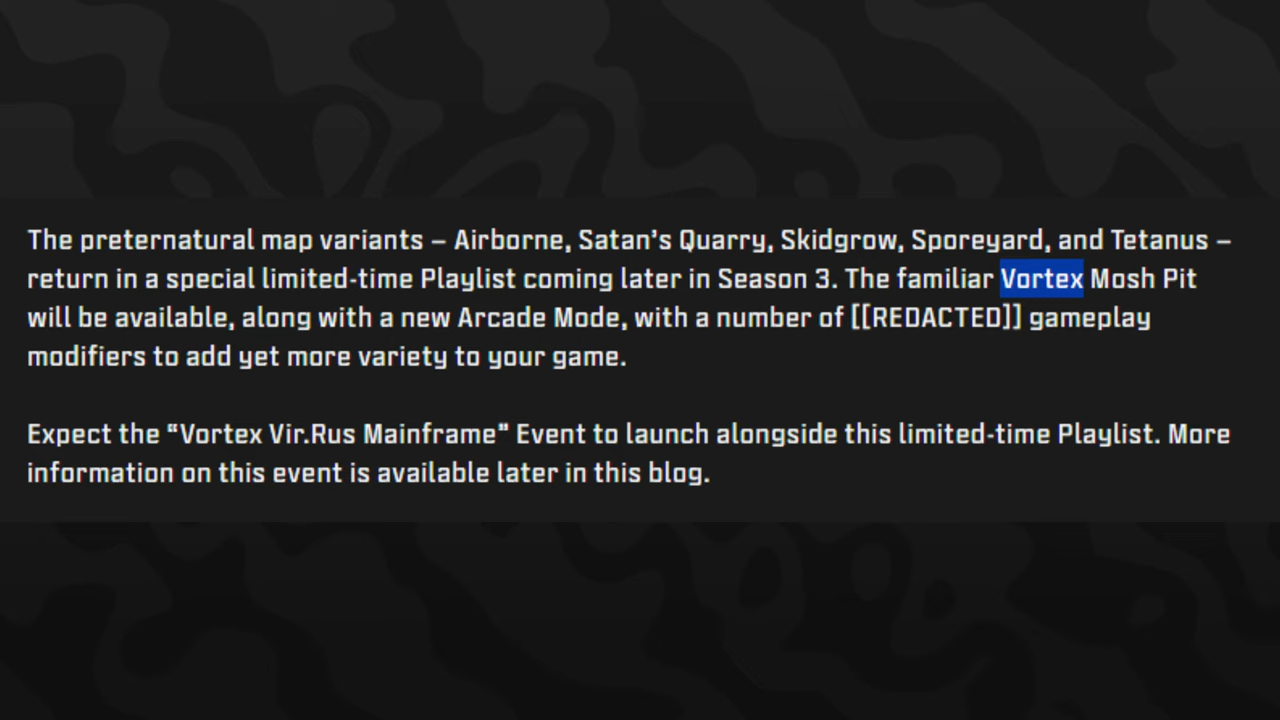 The preternatural map variants – Airborne, Satan’s Quarry, Skidgrow, Sporeyard, and Tetanus –
return in a special limited-time Playlist coming later in Season 3. The familiar Vortex Mosh Pit
will be available, along with a new Arcade Mode, with a number of [[REDACTED]] gameplay
modifiers to add yet more variety to your game.
Expect the “Vortex Vir.Rus Mainframe” Event to launch alongside this limited-time Playlist. More
information on this event is available later in this blog.